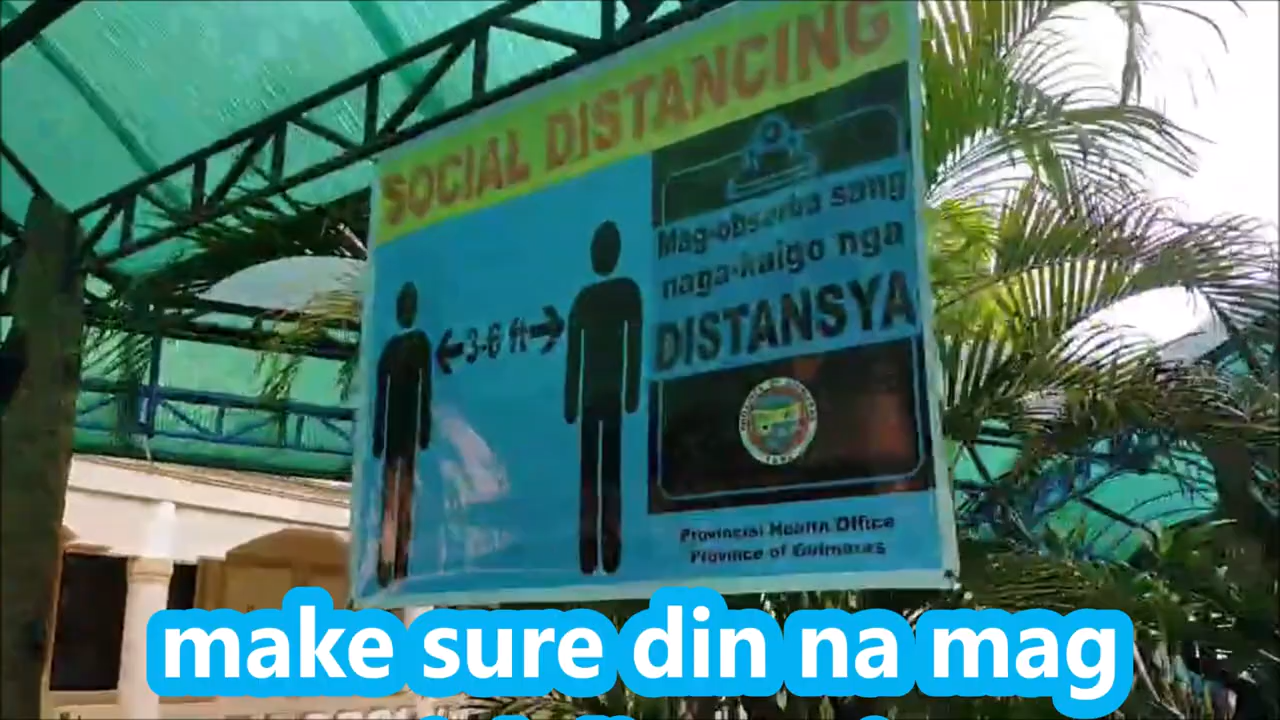 SOCIAL DISTANCING
Mag-observa sang
naga-kaigo nga
DISTANSYA
3-6 ft
Provincial Health Office
Province of Guimaras
make sure din na mag